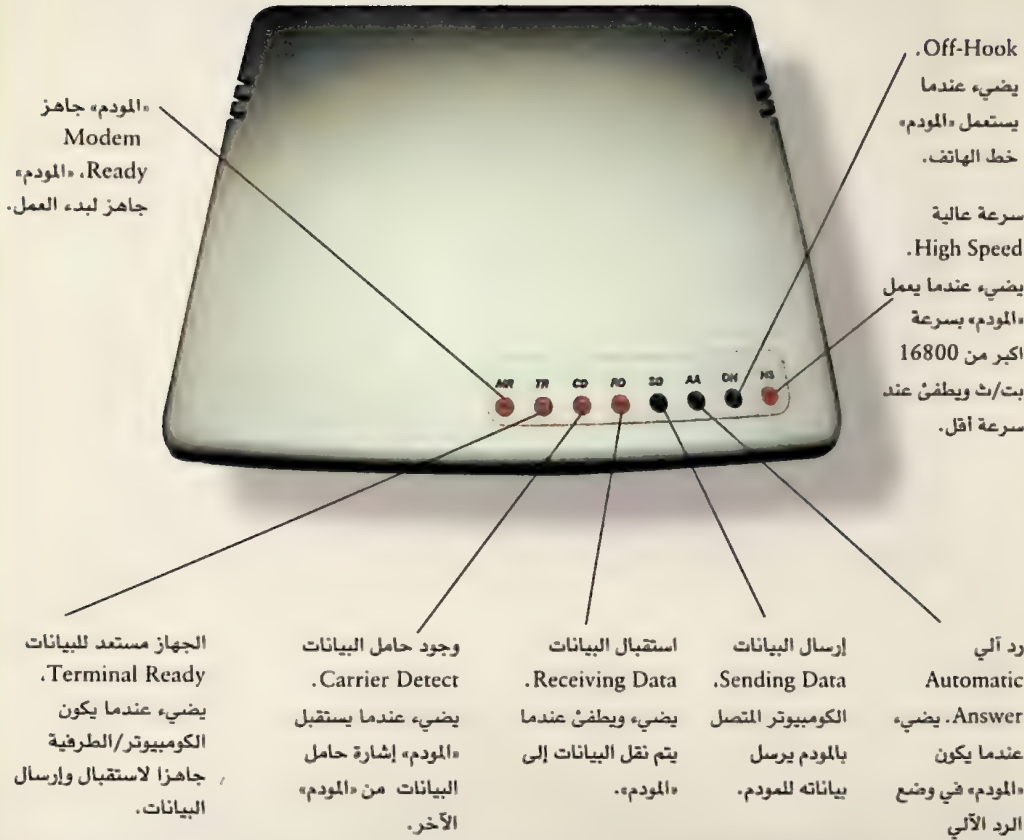 .Off-Hook
يضيء عندما
يستعمل «المودم»
خط الهاتف.
سرعة عالية
.High Speed
يضيء عندما يعمل
«المودم» بسرعة
اكبر من 16800
بت/ث ويطفئ عند
سرعة أقل.
«المودم» جاهز
Modem
Ready، «المودم»
جاهز لبدء العمل.
MR TR CD RD SD AA OH HS
رد آلي
Automatic
Answer. يضيء
عندما يكون
«المودم» في وضع
الرد الآلي
إرسال البيانات
.Sending Data
الكومبيوتر المتصل
بالمودم يرسل
بياناته للمودم.
استقبال البيانات
.Receiving Data
يضيء ويطفئ عندما
يتم نقل البيانات إلى
«المودم».
وجود حامل البيانات
.Carrier Detect
يضيء عندما يستقبل
«المودم» إشارة حامل
البيانات من «المودم»
الآخر.
الجهاز مستعد للبيانات
.Terminal Ready
يضيء عندما يكون
الكومبيوتر/الطرفية
جاهزا لاستقبال وإرسال
البيانات.